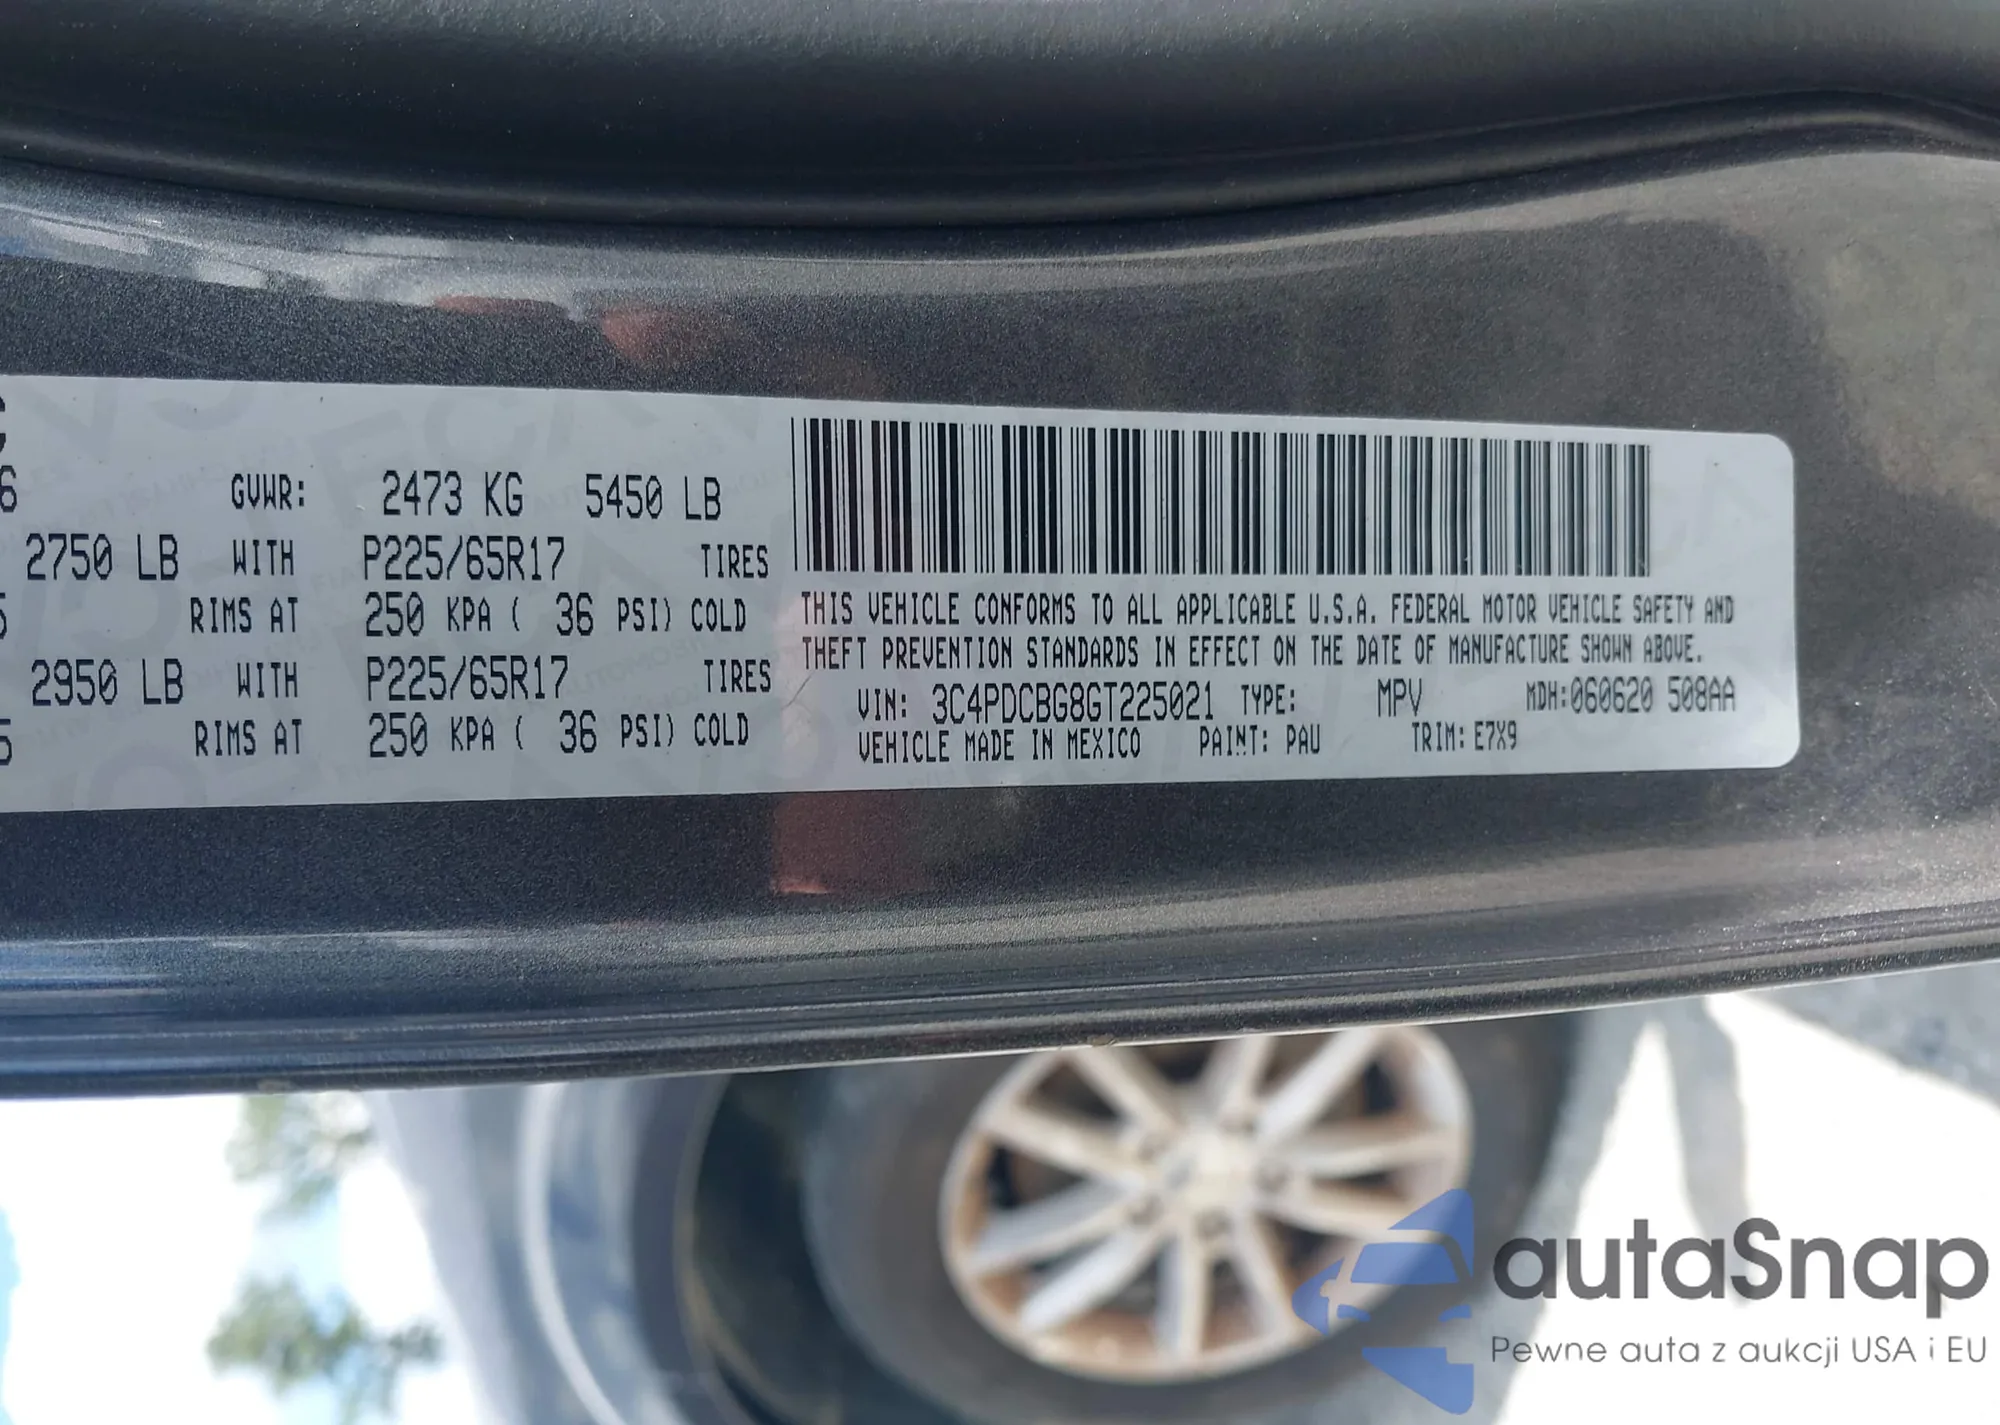 6 GVWR: 2473 KG 5450 LB
2750 LB WITH P225/65R17 TIRES
5 RIMS AT 250 KPA ( 36 PSI) COLD
2950 LB WITH P225/65R17 TIRES
5 RIMS AT 250 KPA ( 36 PSI) COLD
THIS VEHICLE CONFORMS TO ALL APPLICABLE U.S.A. FEDERAL MOTOR VEHICLE SAFETY AND
THEFT PREVENTION STANDARDS IN EFFECT ON THE DATE OF MANUFACTURE SHOWN ABOVE.
VIN: 3C4PDCBG8GT225021 TYPE: MPV MDH:060620 508AA
VEHICLE MADE IN MEXICO PAINT: PAU TRIM: E7X9
autaSnap
Pewne auta z aukcji USA i EU